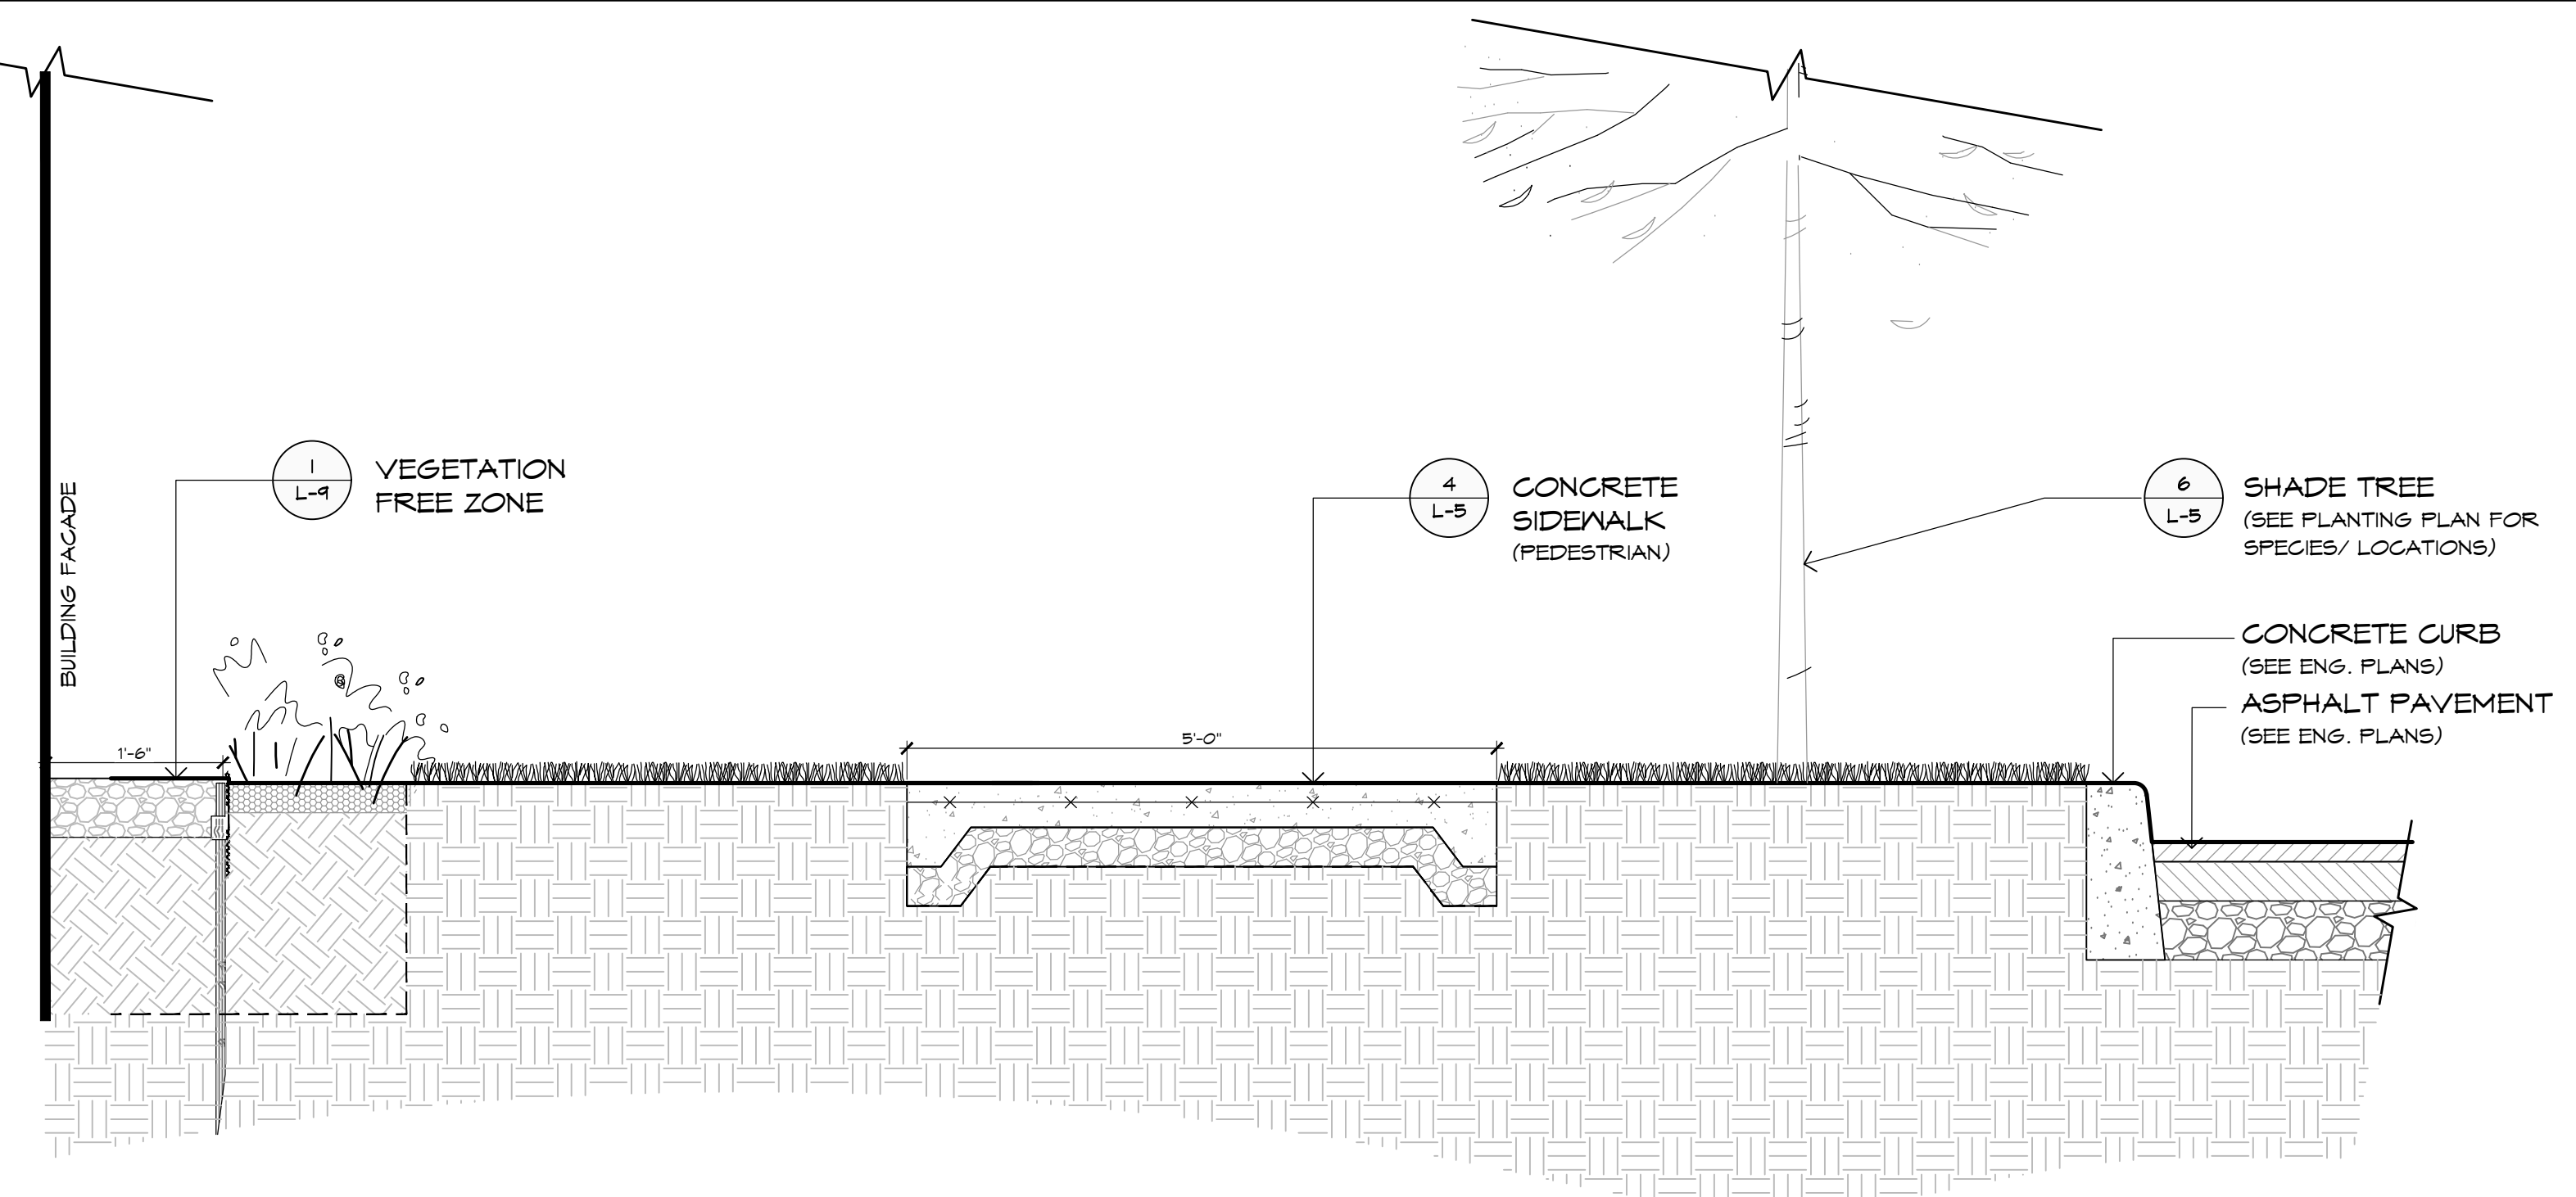 BUILDING FACADE
1
L-9
VEGETATION
FREE ZONE
4
L-5
CONCRETE
SIDEWALK
(PEDESTRIAN)
6
L-5
SHADE TREE
(SEE PLANTING PLAN FOR
SPECIES/ LOCATIONS)
CONCRETE CURB
(SEE ENG. PLANS)
ASPHALT PAVEMENT
(SEE ENG. PLANS)
1'-6"
5'-0"